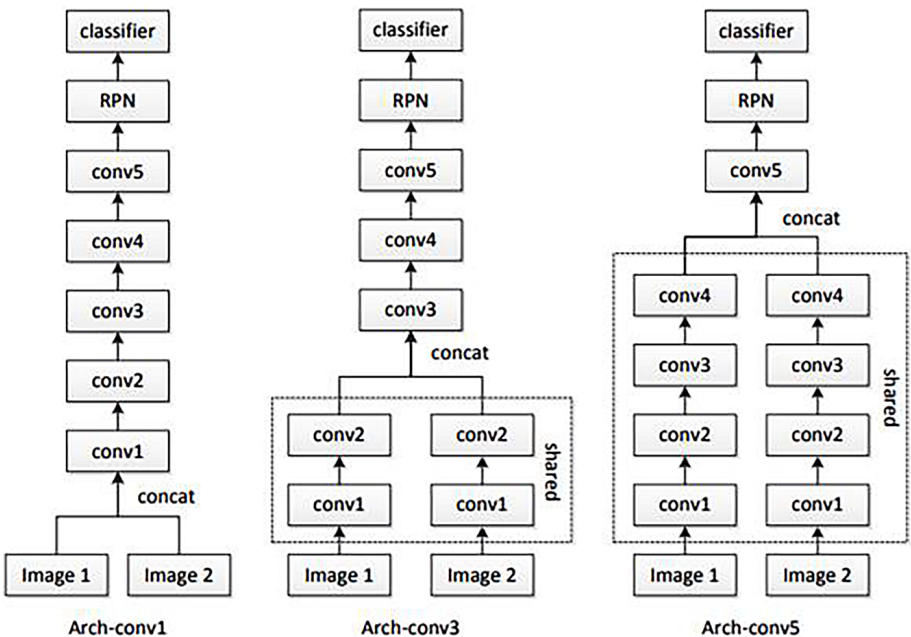 classifier
RPN
conv5
conv4
conv3
conv2
conv1
concat
Image 1 Image 2
Arch-conv1
classifier
RPN
conv5
conv4
conv3
concat
conv2 conv2
shared
conv1 conv1
Image 1 Image 2
Arch-conv3
classifier
RPN
conv5
concat
conv4 conv4
conv3 conv3
shared
conv2 conv2
conv1 conv1
Image 1 Image 2
Arch-conv5